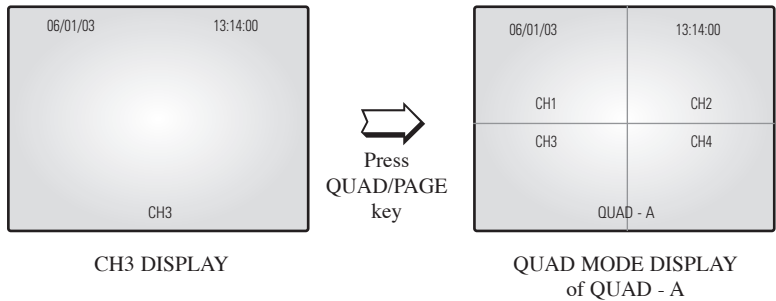 06/01/03 13:14:00
CH3
CH3 DISPLAY
Press
QUAD/PAGE
key
06/01/03 13:14:00
CH1 CH2
CH3 CH4
QUAD - A
QUAD MODE DISPLAY
of QUAD - A